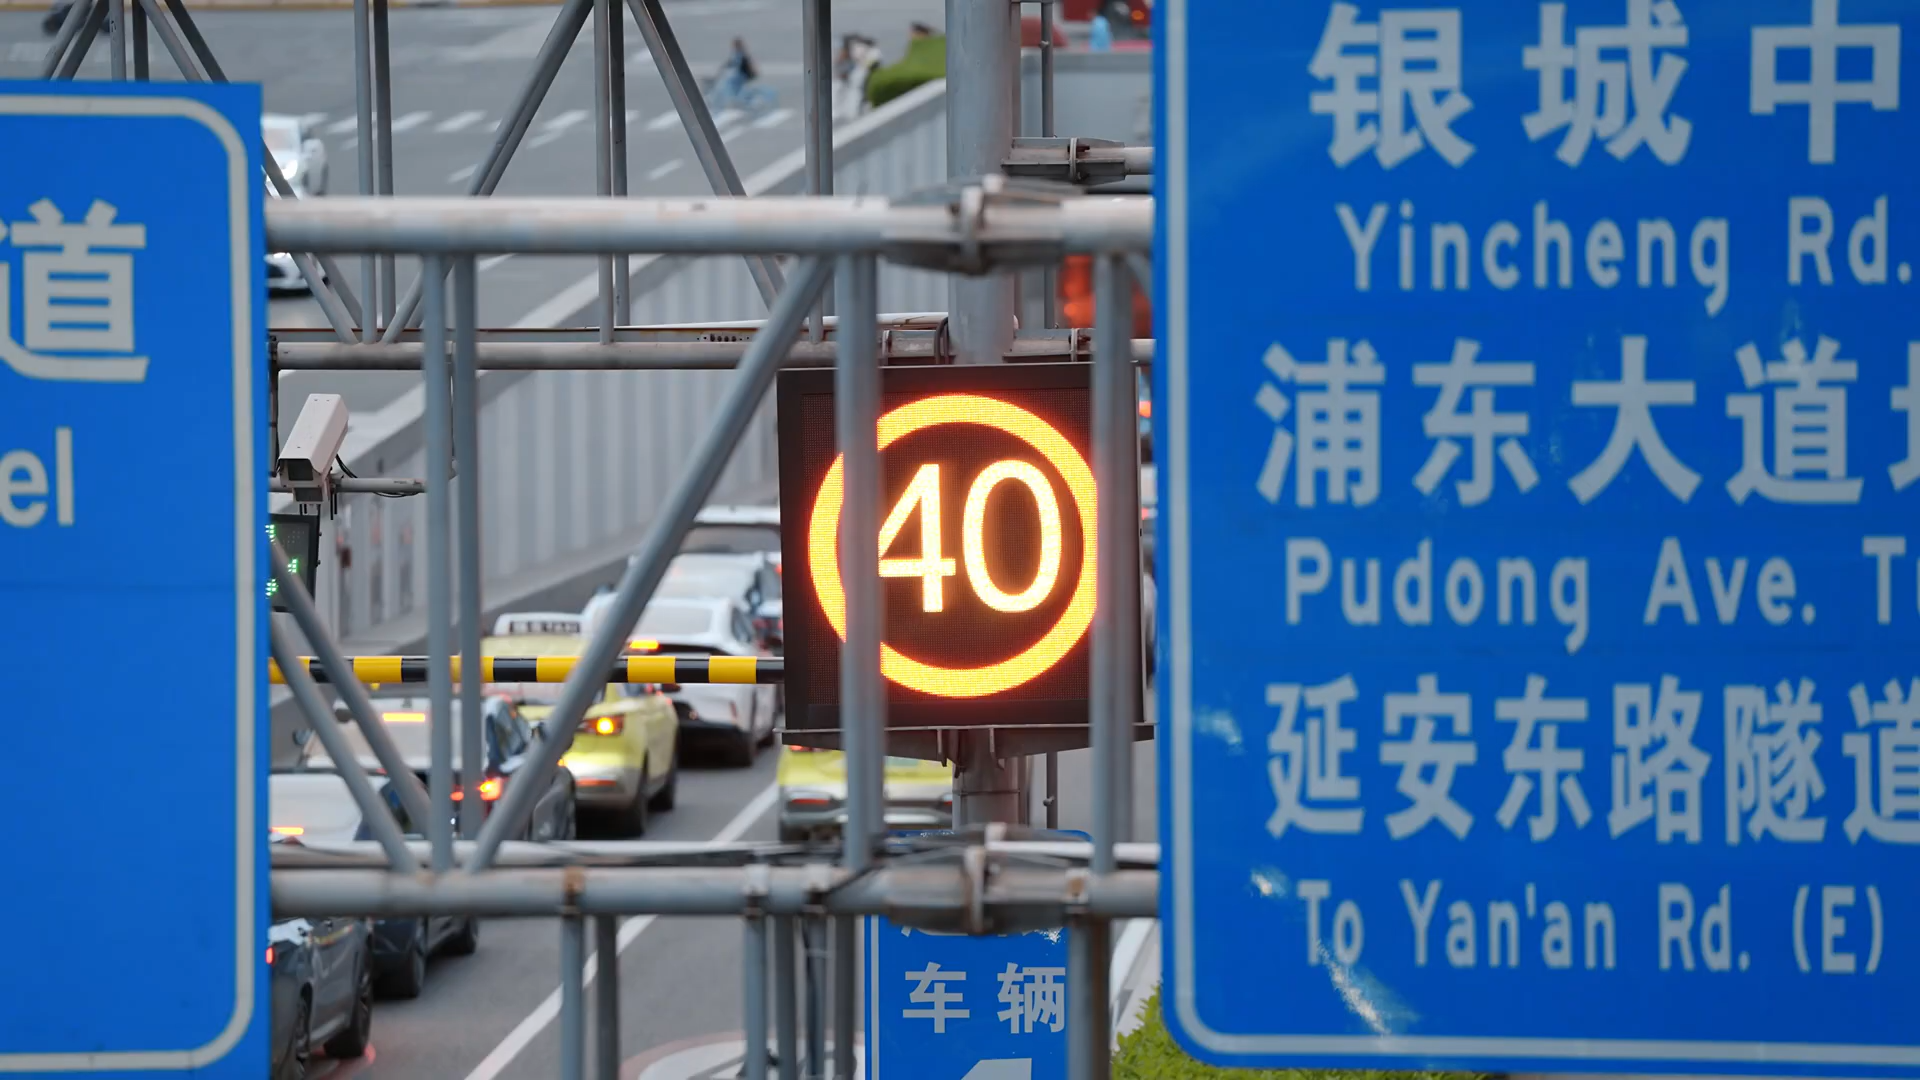 道
el
40
车辆
银城中
Yincheng Rd.
浦东大道
Pudong Ave.
延安东路隧道
To Yan'an Rd. (E)